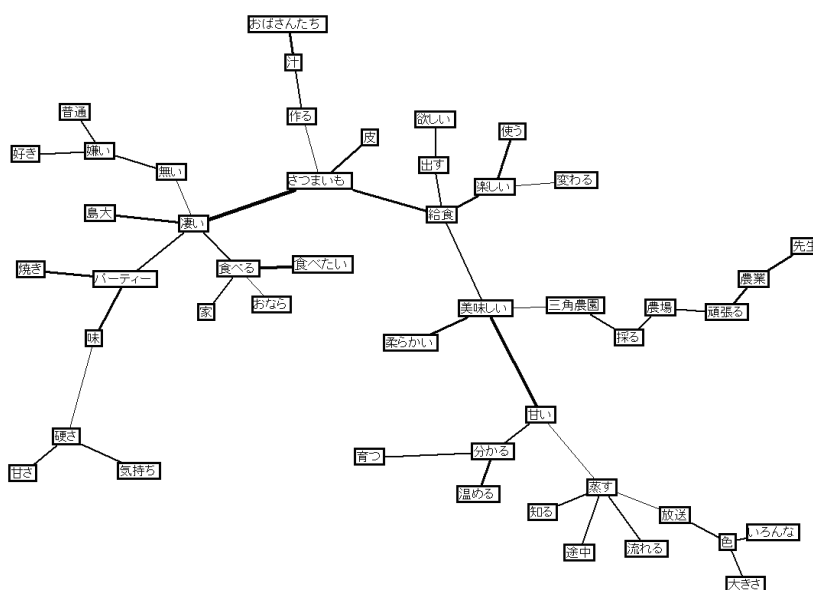 おばさんたち
汁
作る
普通
欲しい
使う
皮
好き
嫌い
無い
出す
さつまいも
楽しい
変わる
島大
凄い
給食
先生
焼き
パーティー
食べる
食べたい
農業
家
おなら
美味しい
三角農園
農場
頑張る
味
柔らかい
採る
甘い
硬さ
育つ
分かる
甘さ
気持ち
温める
蒸す
知る
放送
途中
流れる
色
いろんな
大きさ